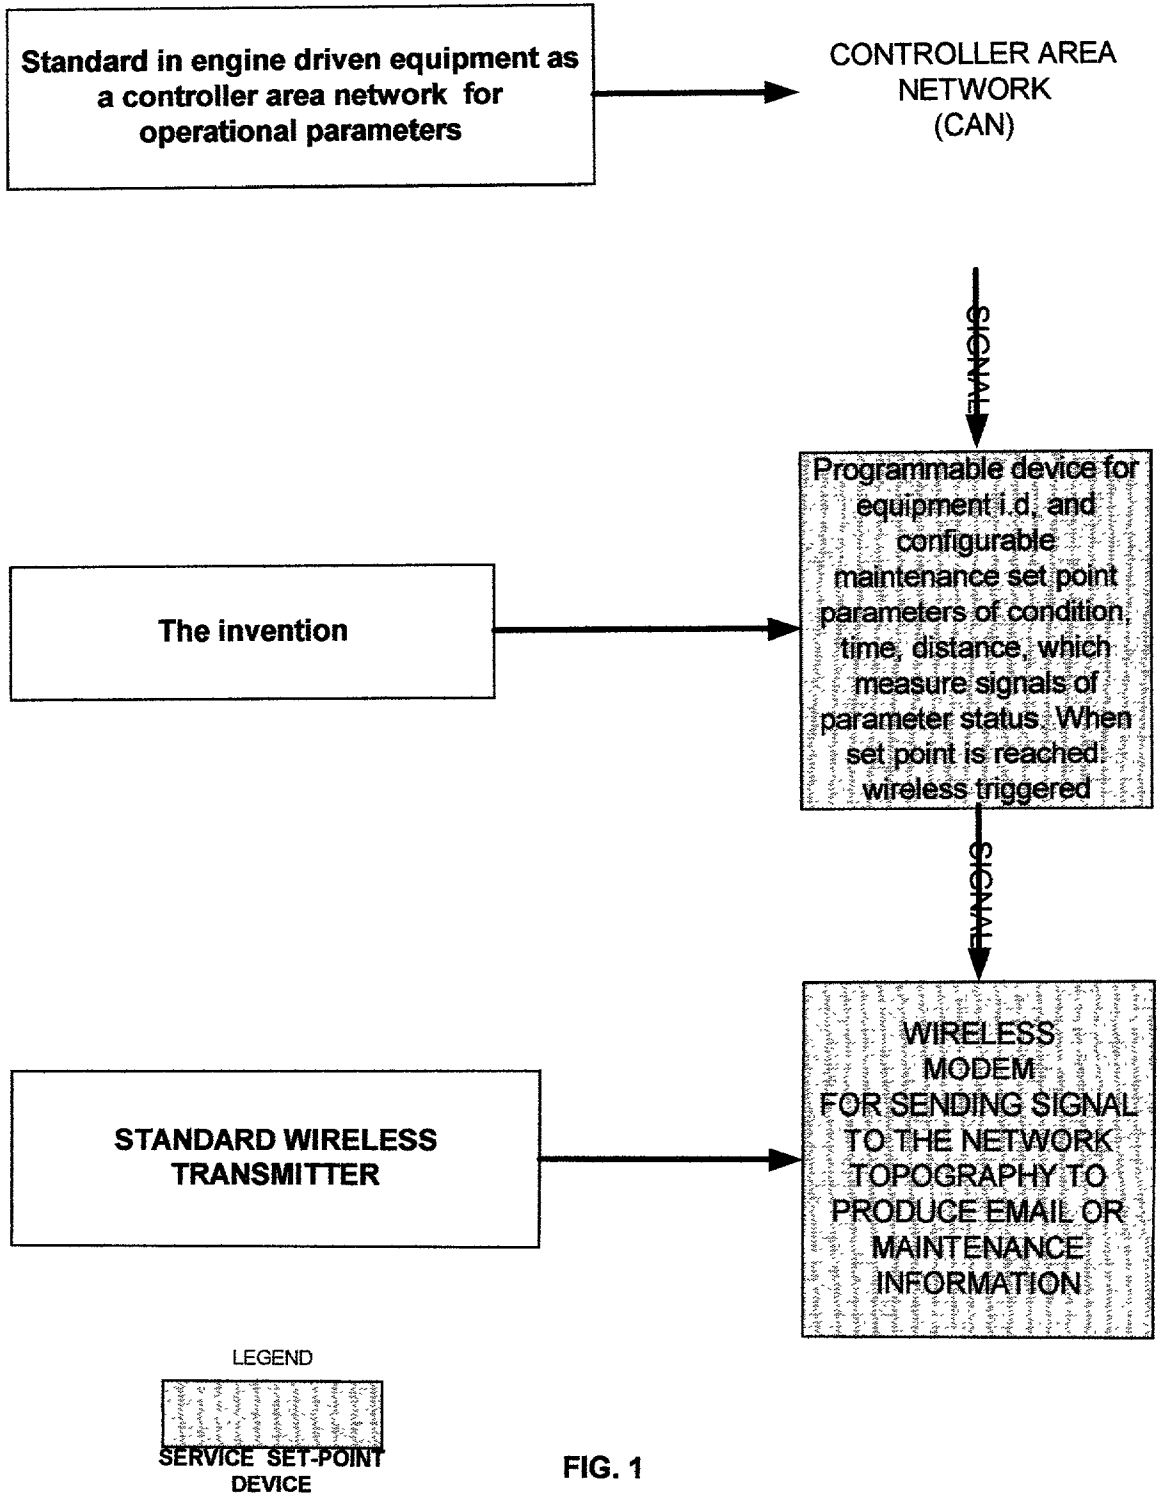 Standard in engine driven equipment as
a controller area network for
operational parameters
CONTROLLER AREA
NETWORK
(CAN)
SIGNAL
Programmable device for
equipment i.d, and
configurable
maintenance set point
parameters of condition,
time, distance, which
measure signals of
parameter status. When
set point is reached:
wireless triggered
The invention
SIGNAL
WIRELESS
MODEM
FOR SENDING SIGNAL
TO THE NETWORK
TOPOGRAPHY TO
PRODUCE EMAIL OR
MAINTENANCE
INFORMATION
STANDARD WIRELESS
TRANSMITTER
LEGEND
SERVICE SET-POINT
DEVICE
FIG. 1